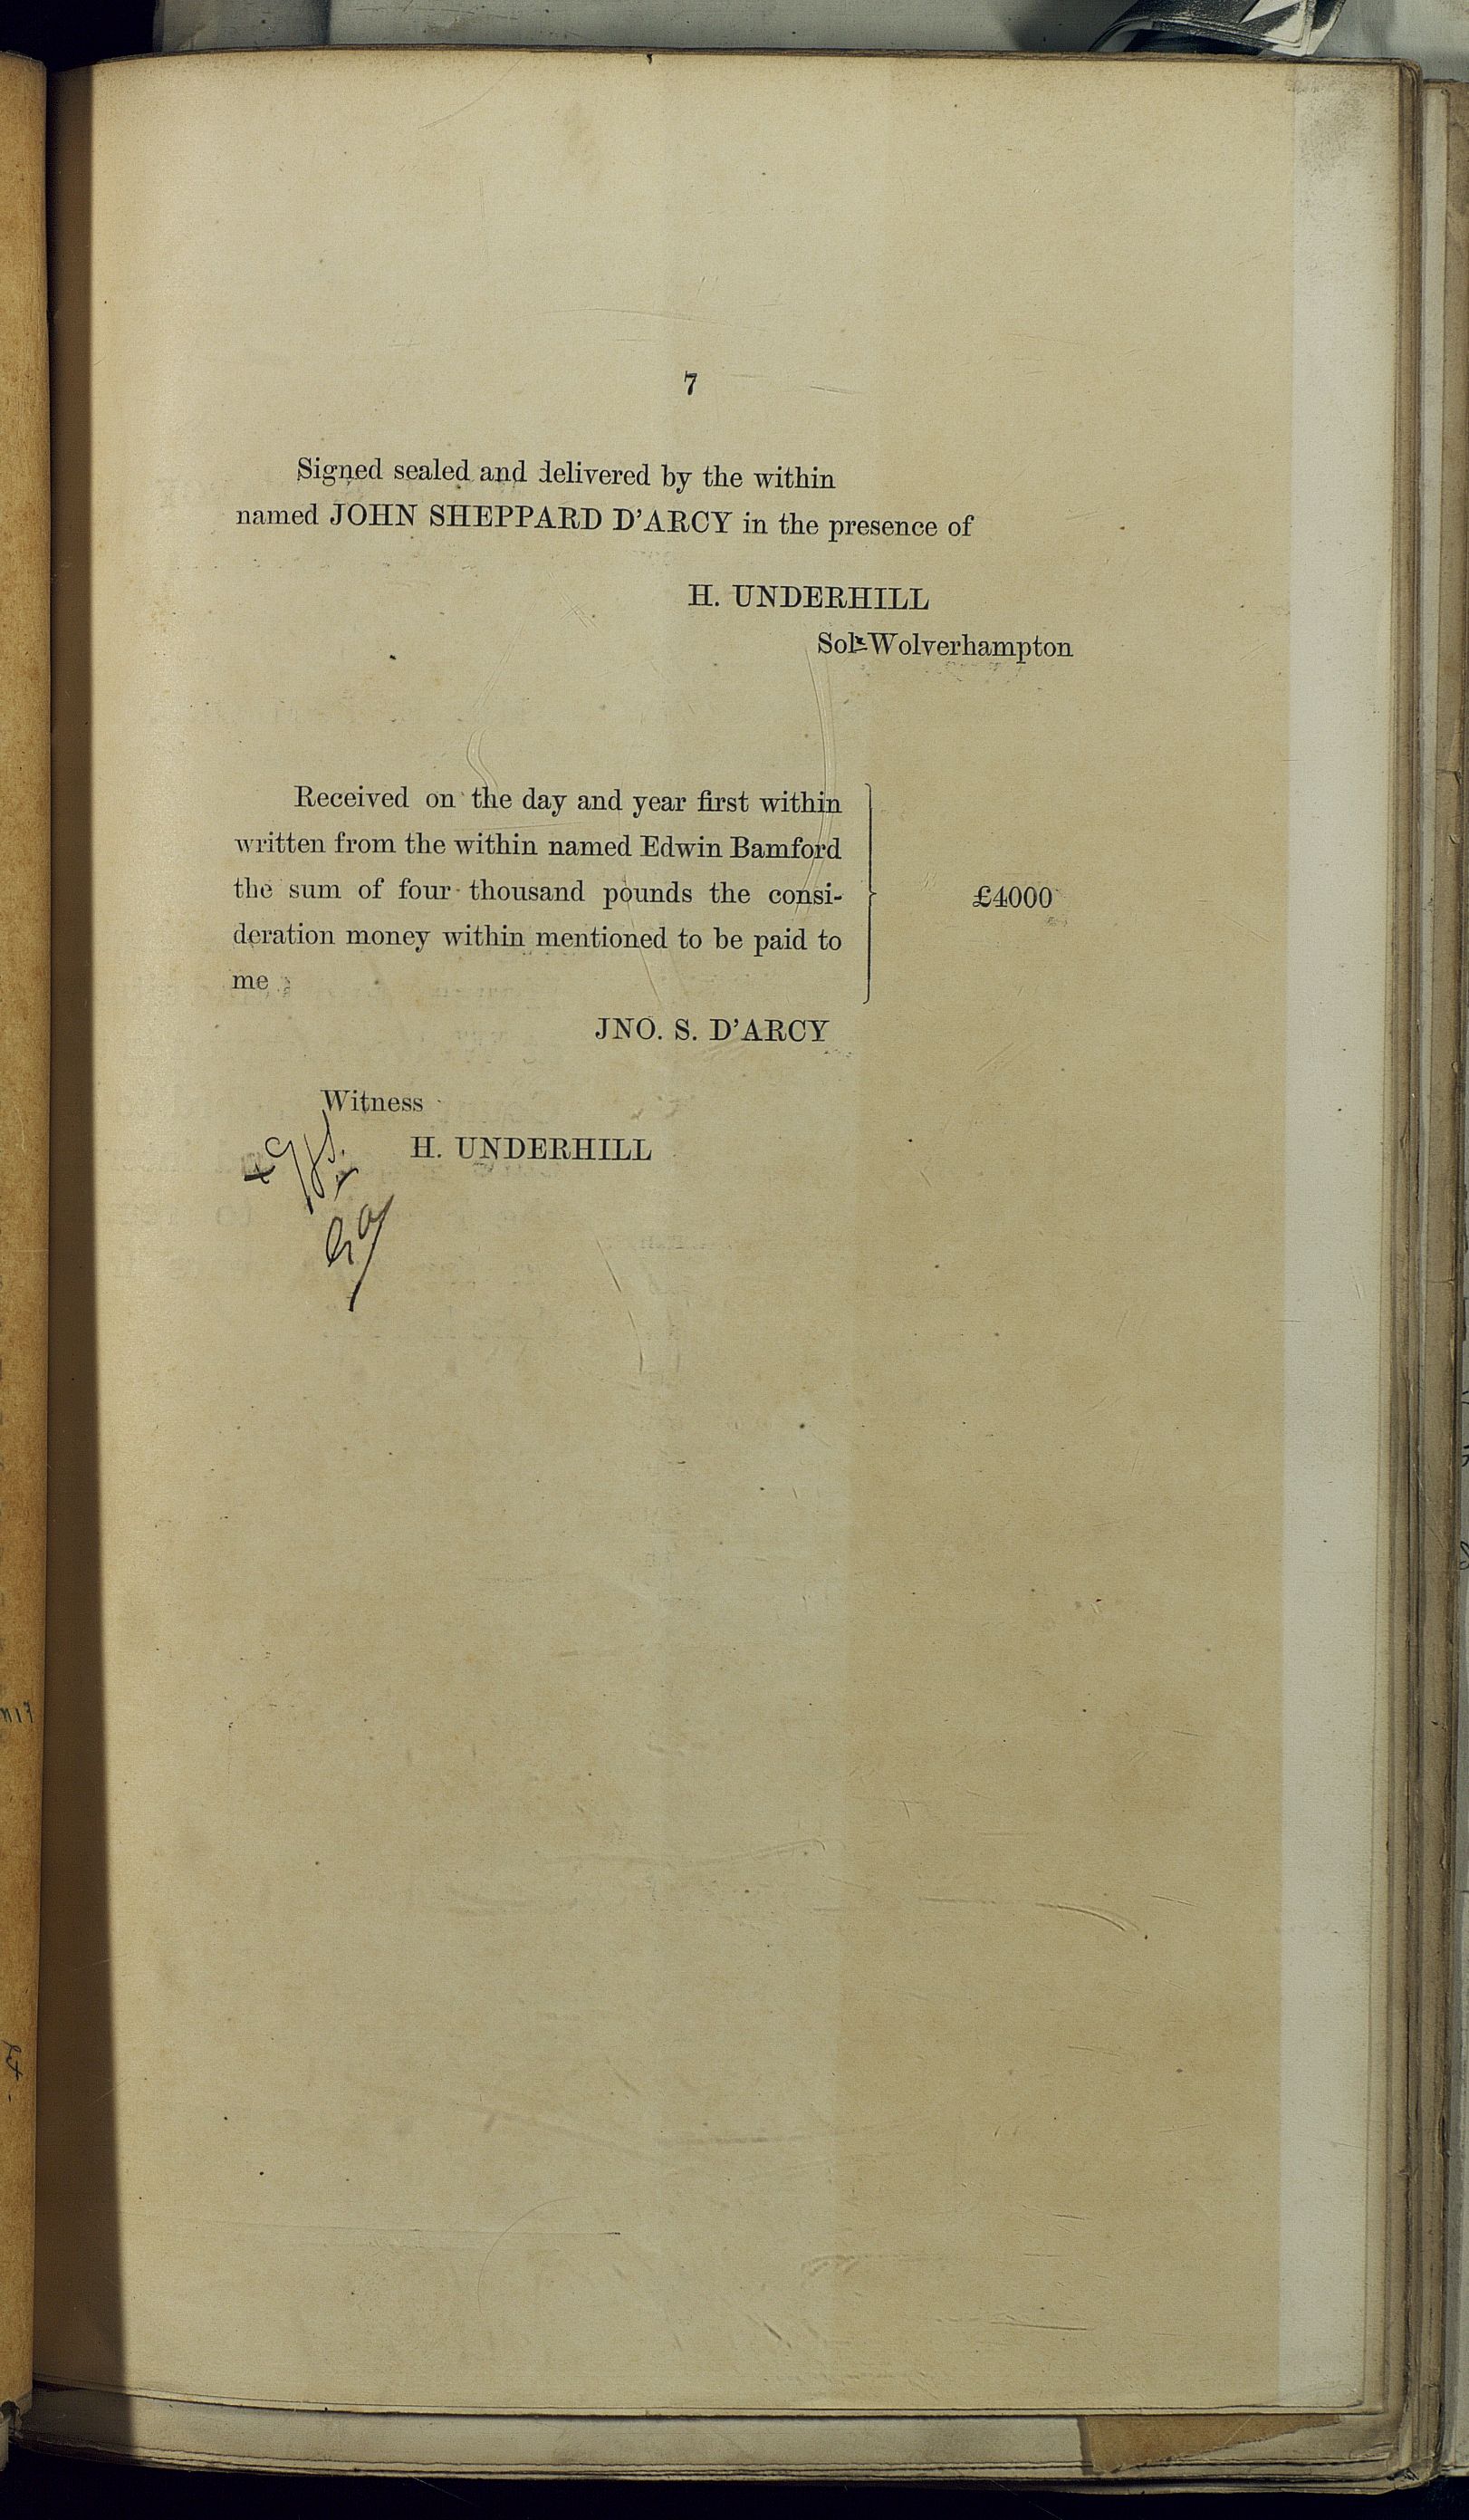 7
Signed sealed and delivered by the within
named JOHN SHEPPARD D'ARCY in the presence of
H. UNDERHILL
Solr Wolverhampton
Received on the day and year first within
written from the within named Edwin Bamford
the sum of four thousand pounds the consi-
deration money within mentioned to be paid to
me
£4000
JNO. S. D'ARCY
Witness
H. UNDERHILL